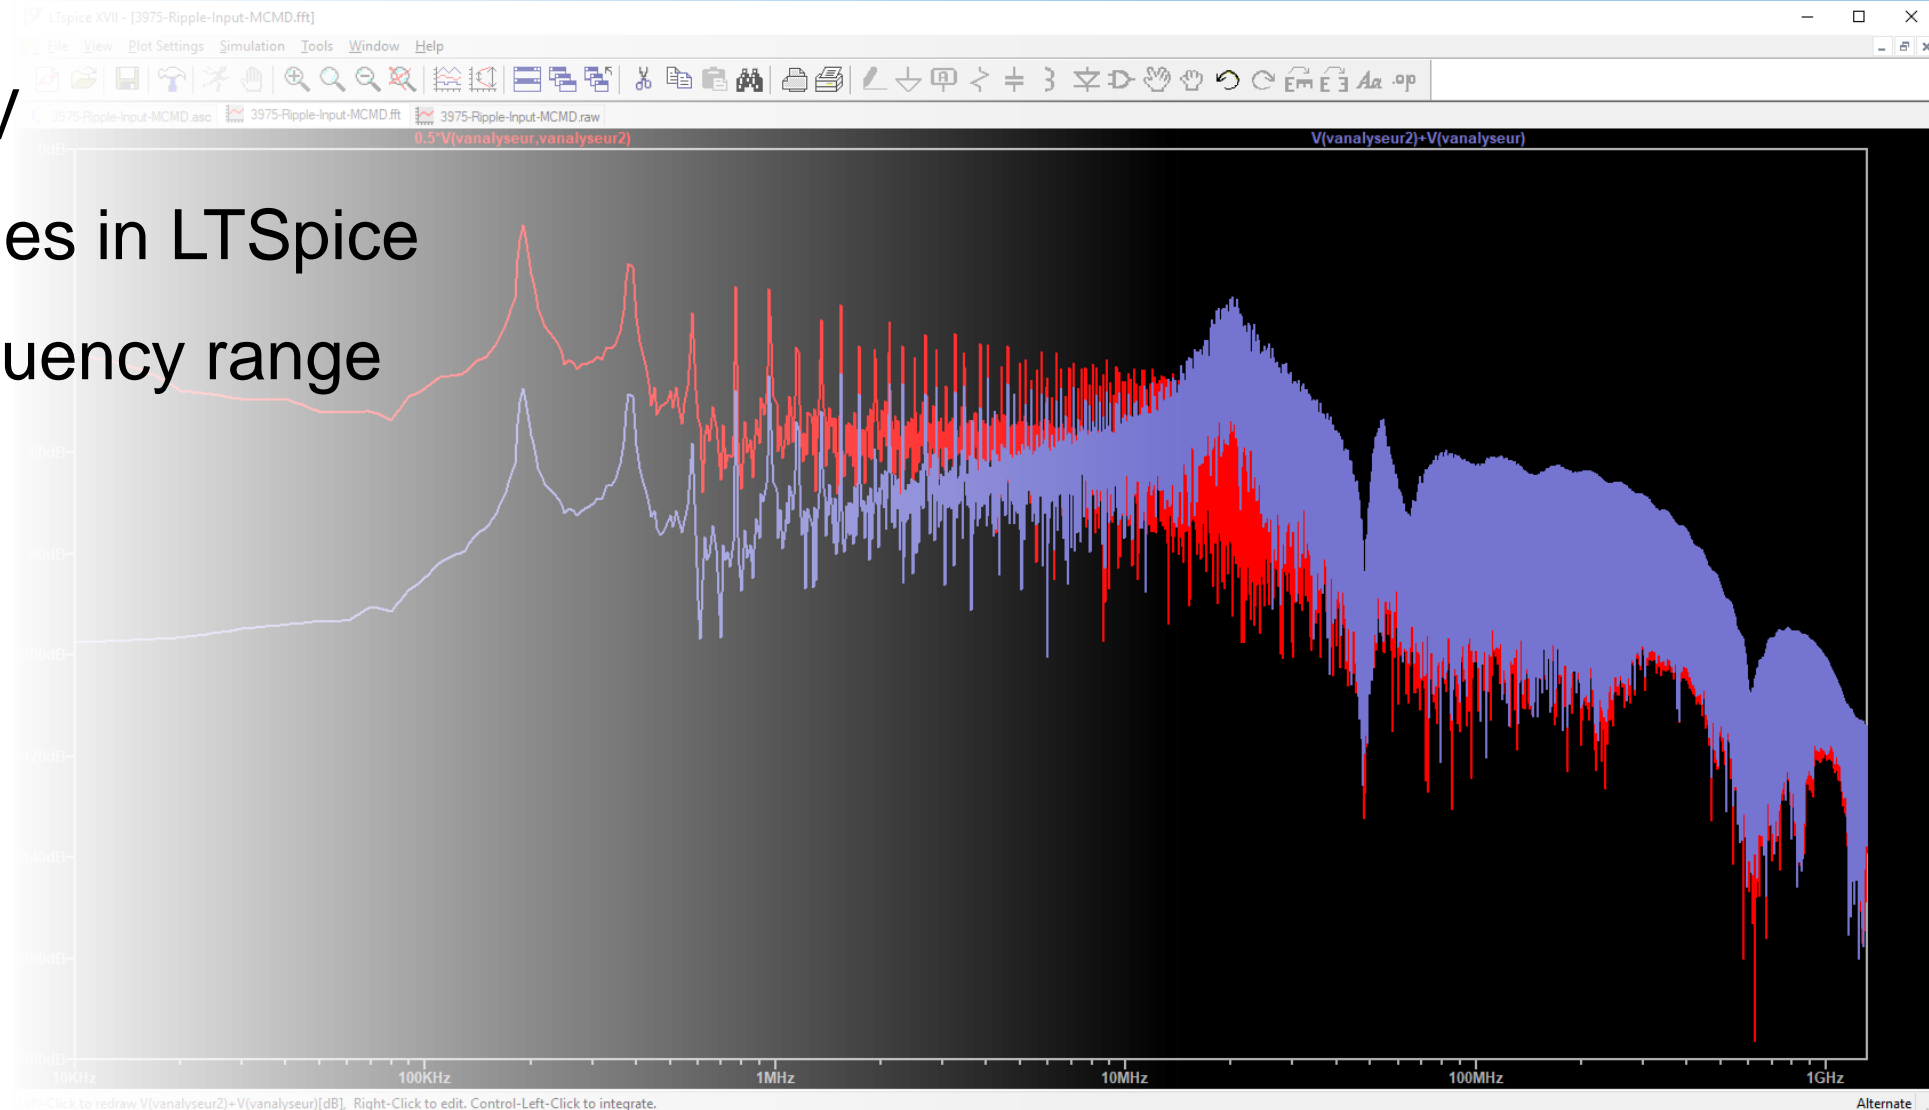 LTspice XVII - [3975-Ripple-Input-MCMD.fft]
File View Plot Settings Simulation Tools Window Help
Aa .op
3975-Ripple-Input-MCMD.asc 3975-Ripple-Input-MCMD.fft 3975-Ripple-Input-MCMD.raw
0.5*V(vanalyseur,vanalyseur2) V(vanalyseur2)+V(vanalyseur)
0dB
es in LTSpice
uency range
10KHz 100KHz 1MHz 10MHz 100MHz 1GHz
Left-Click to redraw V(vanalyseur2)+V(vanalyseur)[dB], Right-Click to edit. Control-Left-Click to integrate. Alternate